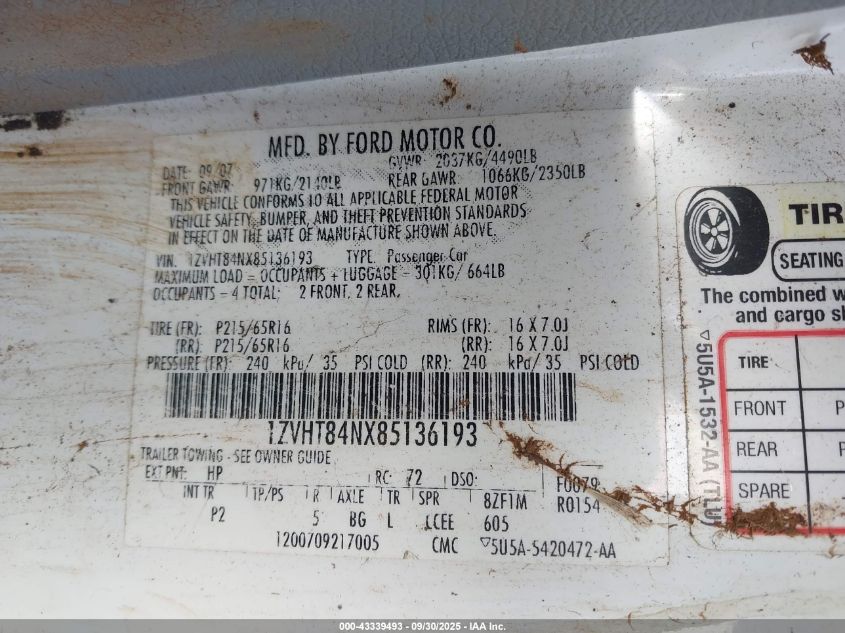 MFD. BY FORD MOTOR CO.
DATE: 09/07 GVWR: 2037KG/4490LB
FRONT GAWR: 971KG/2140LB REAR GAWR: 1066KG/2350LB
THIS VEHICLE CONFORMS TO ALL APPLICABLE FEDERAL MOTOR
VEHICLE SAFETY, BUMPER, AND THEFT PREVENTION STANDARDS
IN EFFECT ON THE DATE OF MANUFACTURE SHOWN ABOVE.
VIN: 1ZVHT84NX85136193 TYPE: Passenger Car
MAXIMUM LOAD = OCCUPANTS + LUGGAGE = 301KG/ 664LB
OCCUPANTS = 4 TOTAL: 2 FRONT, 2 REAR,
TIRE (FR): P215/65R16 RIMS (FR): 16 X 7.0J
(RR): P215/65R16 (RR): 16 X 7.0J
PRESSURE (FR): 240 kPa/ 35 PSI COLD (RR): 240 kPa/ 35 PSI COLD
1ZVHT84NX85136193
TRAILER TOWING - SEE OWNER GUIDE
EXT PNT: HP RC: 72 DSO: F0079
INT TR TP/PS R AXLE TR SPR 8ZF1M R0154
P2 5 BG L LCEE 605
1200709217005 CMC ▽5U5A-5420472-AA
TIR
SEATING
The combined w
and cargo sh
TIRE
FRONT P
REAR P
SPARE
▽5U5A-1532-AA (TLU)
000-43339493 - 09/30/2025 - IAA Inc.